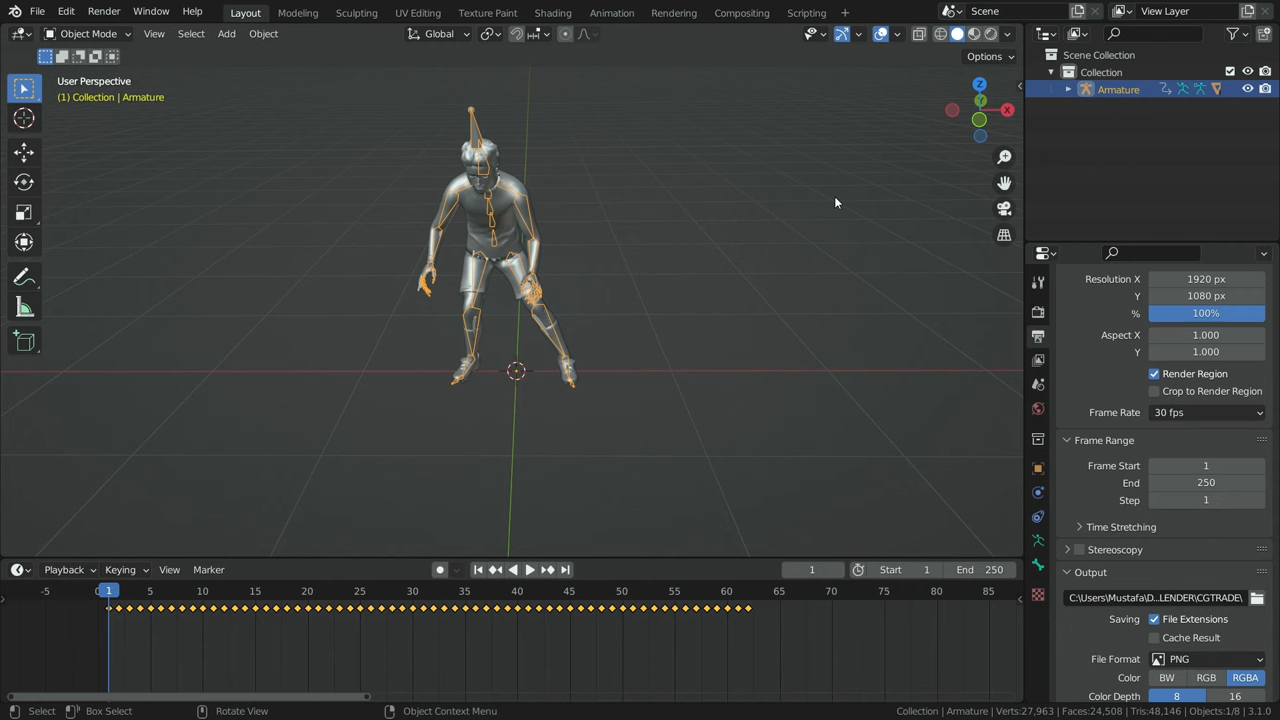 File Edit Render Window Help Layout Modeling Sculpting UV Editing Texture Paint Shading Animation Rendering Compositing Scripting + Scene View Layer
Object Mode View Select Add Object Global
Options
User Perspective
(1) Collection | Armature
Z
Y
X
Scene Collection
Collection
Armature
Resolution X 1920 px
Y 1080 px
% 100%
Aspect X 1.000
Y 1.000
Render Region
Crop to Render Region
Frame Rate 30 fps
Frame Range
Frame Start 1
End 250
Step 1
Time Stretching
Stereoscopy
Output
C:\Users\Mustafa\D...LENDER\CGTRADE\
Saving File Extensions
Cache Result
File Format PNG
Color BW RGB RGBA
Color Depth 8 16
Playback Keying View Marker 1 Start 1 End 250
-5 0 1 5 10 15 20 25 30 35 40 45 50 55 60 65 70 75 80 85
Select Box Select Rotate View Object Context Menu Collection | Armature | Verts:27,963 | Faces:24,508 | Tris:48,146 | Objects:1/8 | 3.1.0